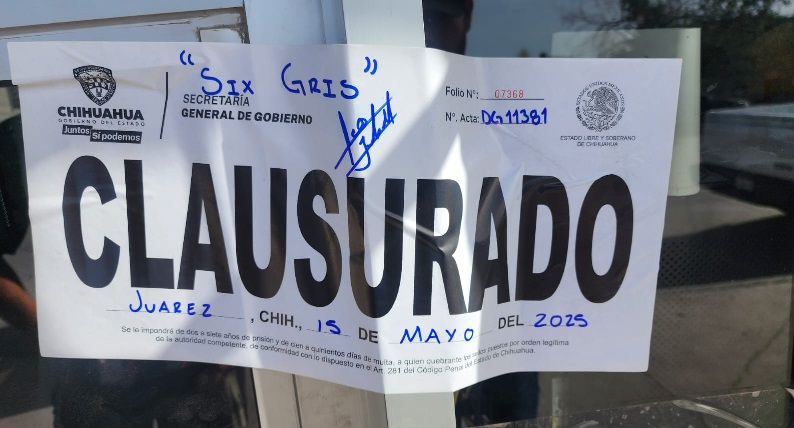 "Six Gris"
CHIHUAHUA
GOBIERNO DEL ESTADO
Juntos Sí podemos
SECRETARÍA
GENERAL DE GOBIERNO
Folio Nº: 07368
Nº. Acta: DG11381
ESTADO LIBRE Y SOBERANO
DE CHIHUAHUA
CLAUSURADO
JUAREZ, CHIH., 15 DE MAYO DEL 2025
Se le impondrá de dos a siete años de prisión y de cien a quinientos días de multa, a quien quebrante los sellos puestos por orden legítima
de la autoridad competente, de conformidad con lo dispuesto en el Art. 281 del Código Penal del Estado de Chihuahua.